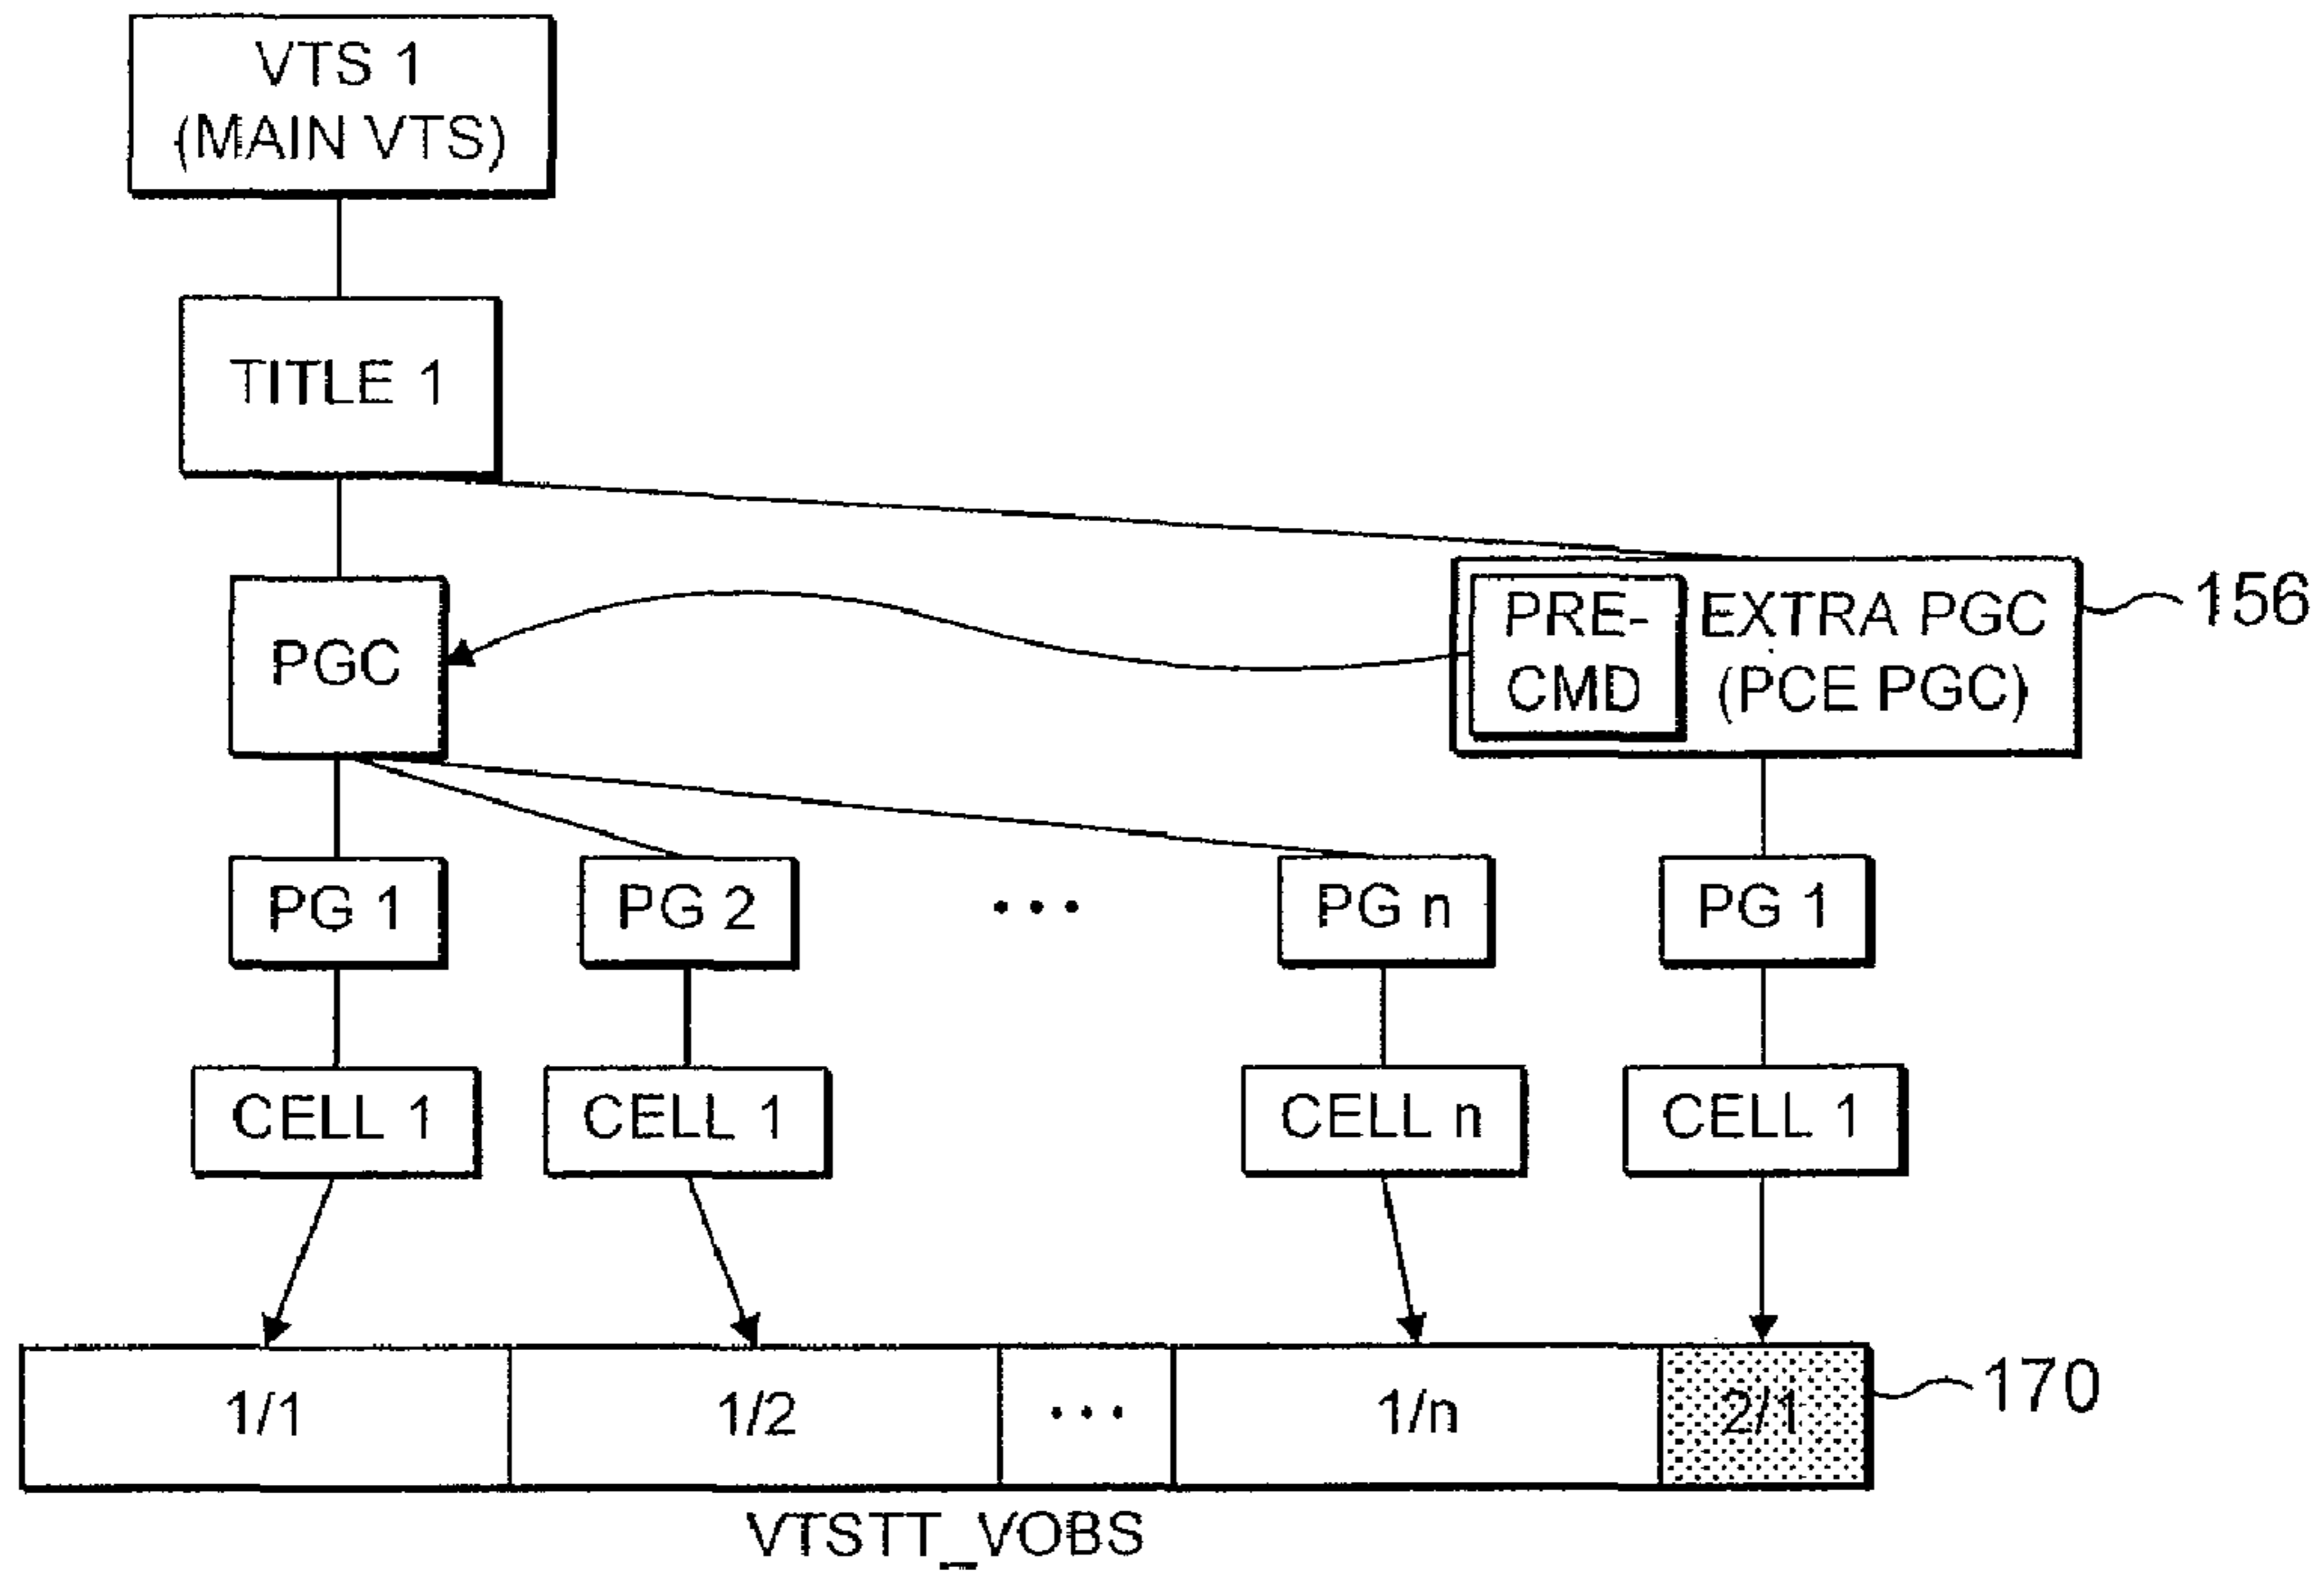 VTS 1
(MAIN VTS)
TITLE 1
PGC
PRE-
CMD
EXTRA PGC
(PCE PGC)
156
PG 1
PG 2
• • •
PG n
PG 1
CELL 1
CELL 1
CELL n
CELL 1
1/1
1/2
• • •
1/n
2/1
170
VTSTT_VOBS